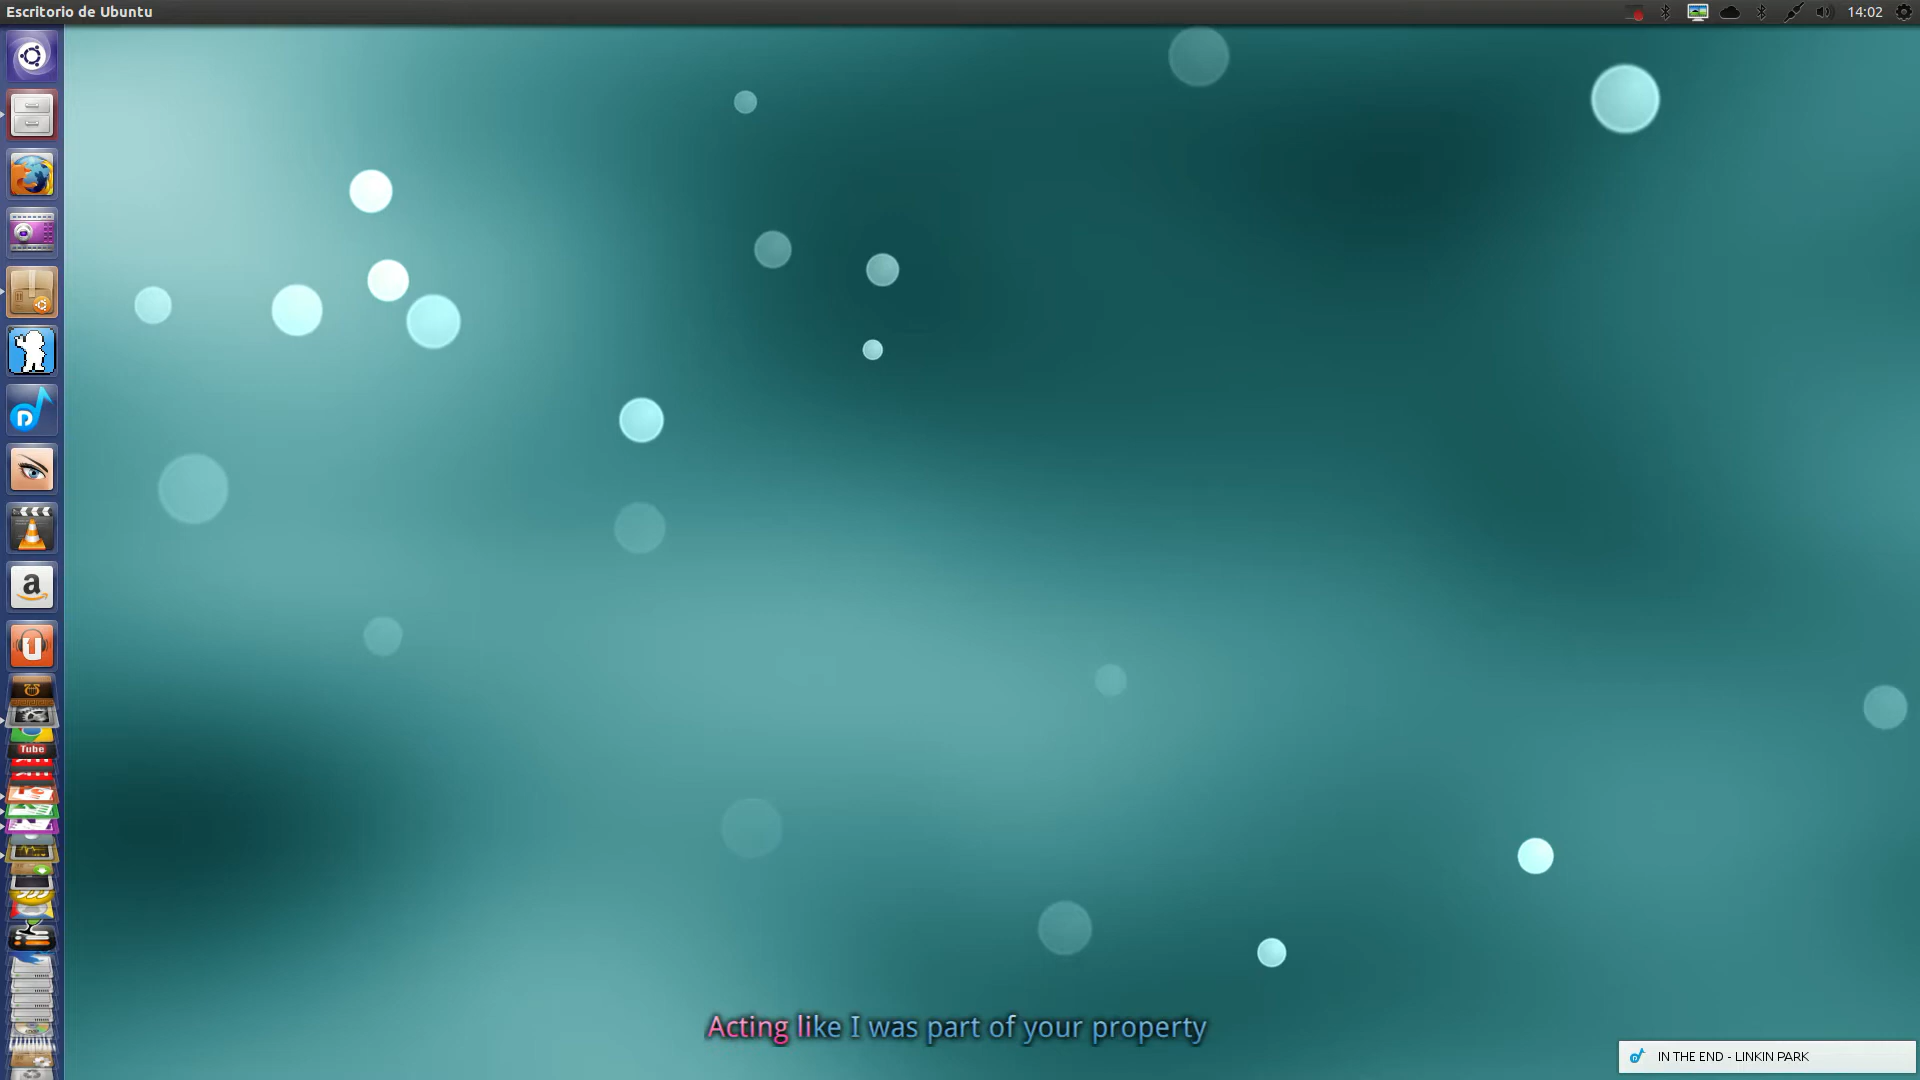 Escritorio de Ubuntu
14:02
a
Tube
Acting like I was part of your property
IN THE END - LINKIN PARK